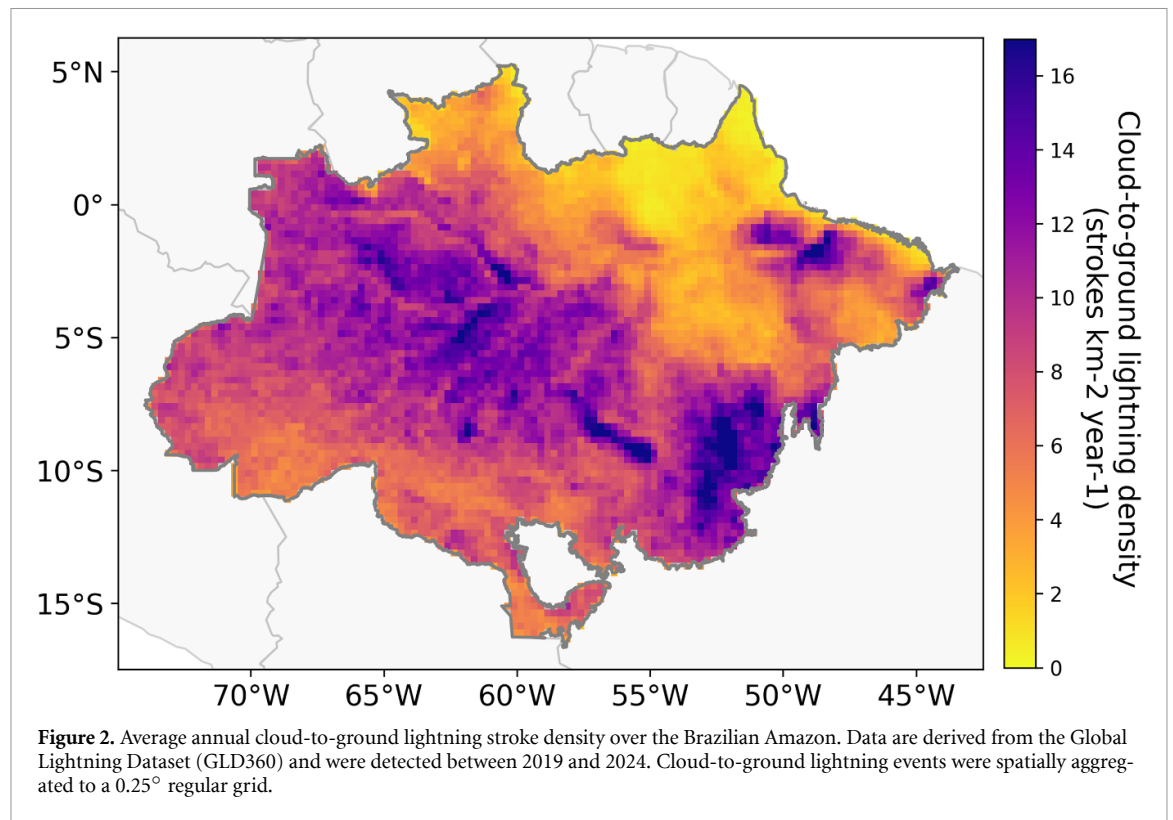 5°N
0°
5°S
10°S
15°S
70°W 65°W 60°W 55°W 50°W 45°W
16
14
12
10
8
6
4
2
0
Cloud-to-ground lightning density
(strokes km-2 year-1)
Figure 2. Average annual cloud-to-ground lightning stroke density over the Brazilian Amazon. Data are derived from the Global
Lightning Dataset (GLD360) and were detected between 2019 and 2024. Cloud-to-ground lightning events were spatially aggreg-
ated to a 0.25° regular grid.